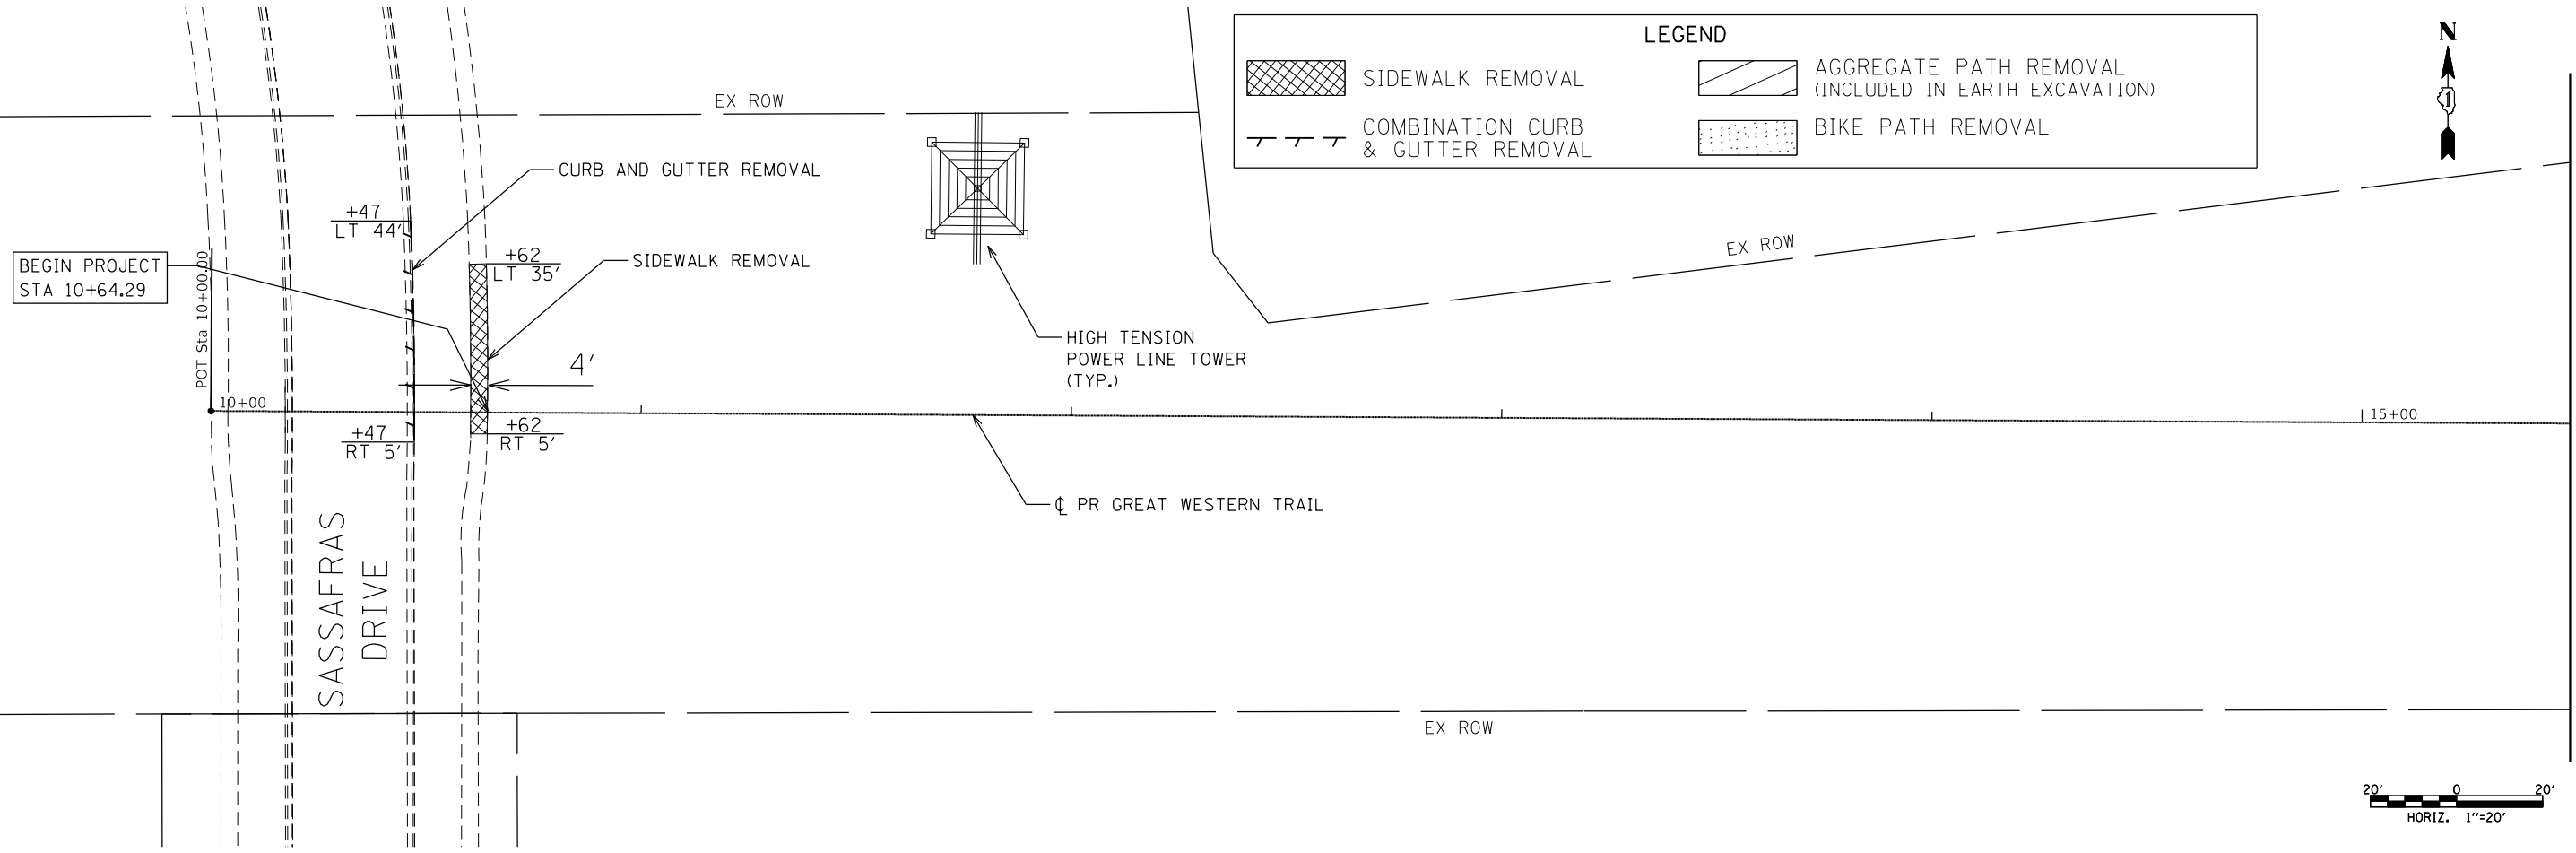 LEGEND
SIDEWALK REMOVAL
AGGREGATE PATH REMOVAL
(INCLUDED IN EARTH EXCAVATION)
COMBINATION CURB
& GUTTER REMOVAL
BIKE PATH REMOVAL
N
1
EX ROW
CURB AND GUTTER REMOVAL
+47
LT 44'
BEGIN PROJECT
STA 10+64.29
POT Sta 10+00.00
+62
LT 35'
SIDEWALK REMOVAL
EX ROW
HIGH TENSION
POWER LINE TOWER
(TYP.)
4'
10+00
15+00
+47
RT 5'
+62
RT 5'
℄ PR GREAT WESTERN TRAIL
SASSAFRAS
DRIVE
EX ROW
20' 0 20'
HORIZ. 1"=20'